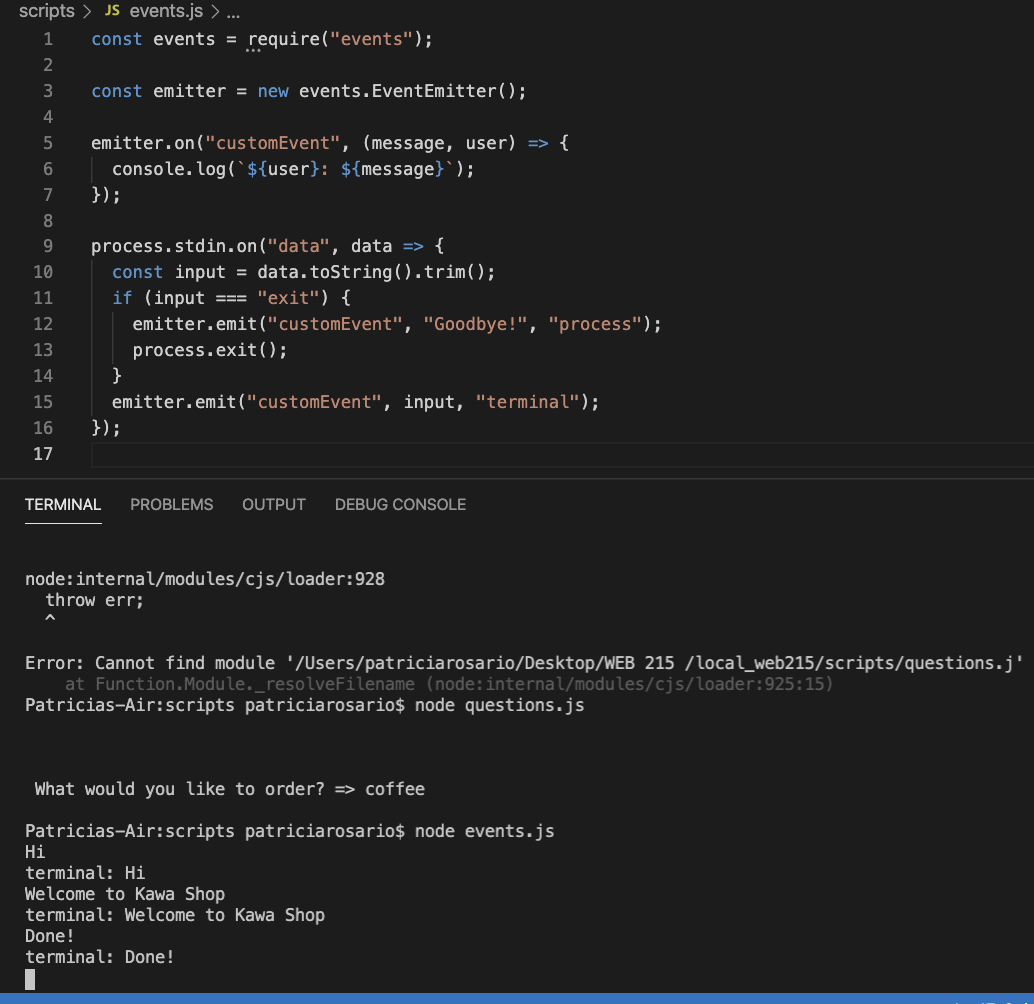 scripts > JS events.js > ...
1 const events = require("events");
2
3 const emitter = new events.EventEmitter();
4
5 emitter.on("customEvent", (message, user) => {
6   console.log(`${user}: ${message}`);
7 });
8
9 process.stdin.on("data", data => {
10   const input = data.toString().trim();
11   if (input === "exit") {
12     emitter.emit("customEvent", "Goodbye!", "process");
13     process.exit();
14   }
15   emitter.emit("customEvent", input, "terminal");
16 });
17
TERMINAL PROBLEMS OUTPUT DEBUG CONSOLE
node:internal/modules/cjs/loader:928
  throw err;
  ^
Error: Cannot find module '/Users/patriciarosario/Desktop/WEB 215 /local_web215/scripts/questions.j'
    at Function.Module._resolveFilename (node:internal/modules/cjs/loader:925:15)
Patricias-Air:scripts patriciarosario$ node questions.js
 What would you like to order? => coffee
Patricias-Air:scripts patriciarosario$ node events.js
Hi
terminal: Hi
Welcome to Kawa Shop
terminal: Welcome to Kawa Shop
Done!
terminal: Done!